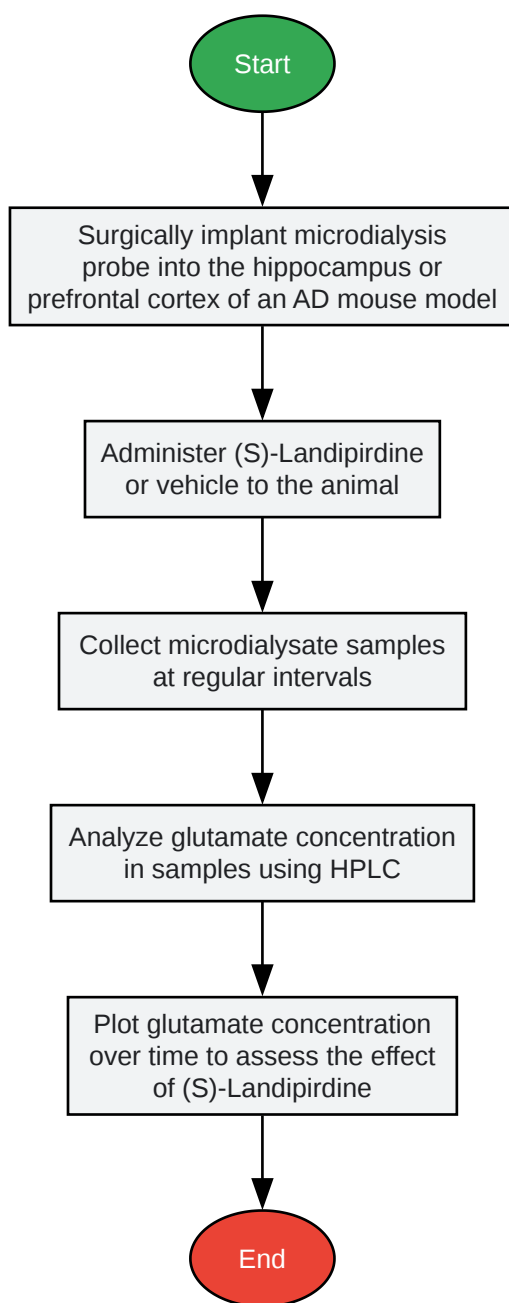 Start
Surgically implant microdialysis
probe into the hippocampus or
prefrontal cortex of an AD mouse model
Administer (S)-Landipirdine
or vehicle to the animal
Collect microdialysate samples
at regular intervals
Analyze glutamate concentration
in samples using HPLC
Plot glutamate concentration
over time to assess the effect
of (S)-Landipirdine
End